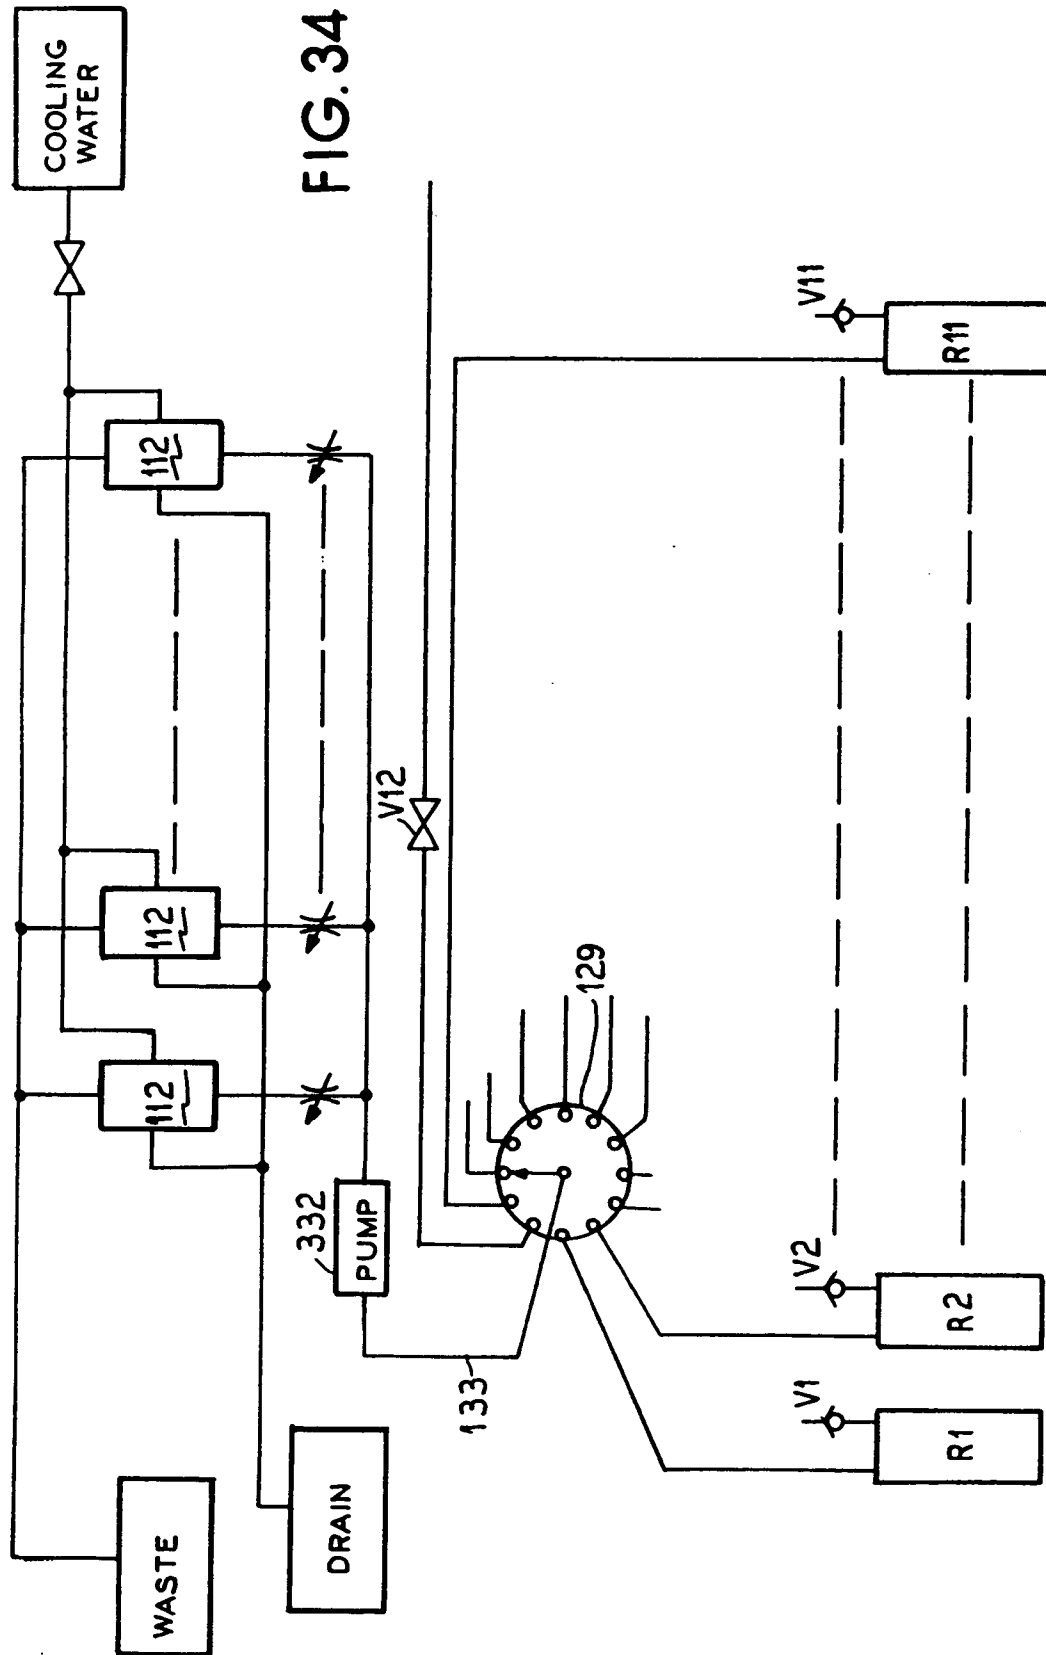 COOLING
WATER
FIG. 34
112
112
112
332
PUMP
133
129
V12
V11
R11
V2
R2
V1
R1
WASTE
DRAIN